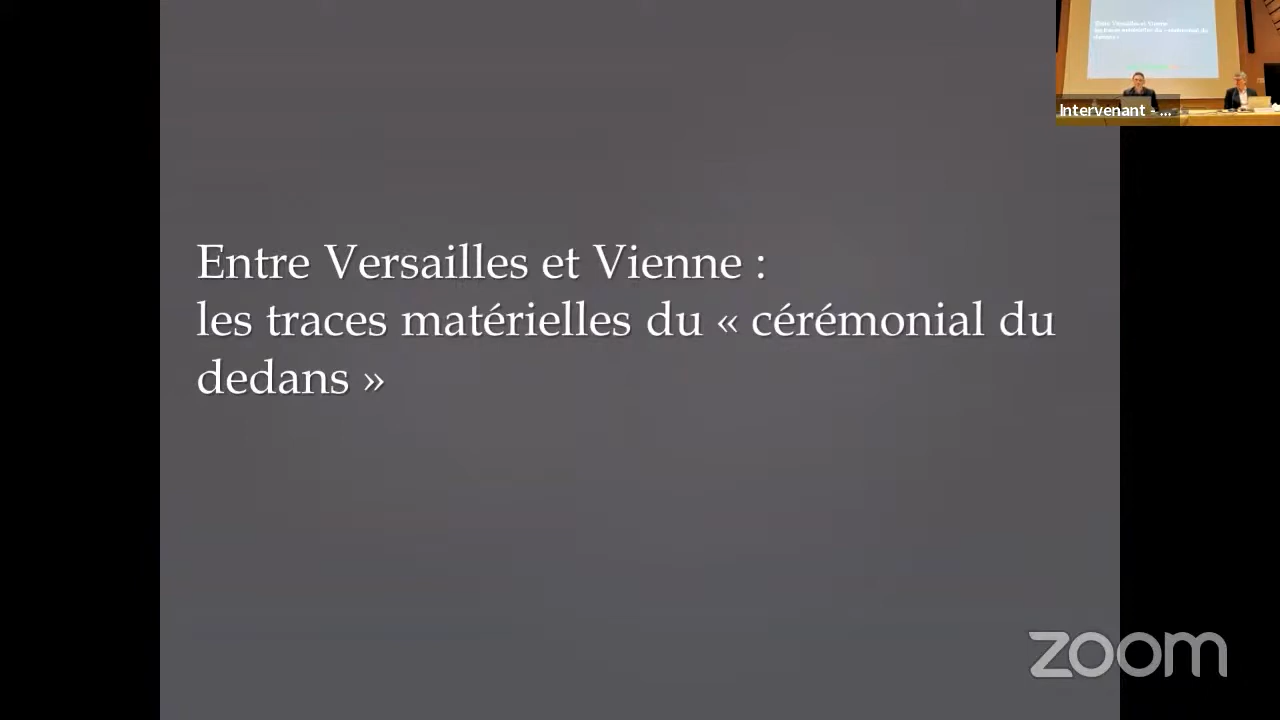 Entre Versailles et Vienne :
les traces matérielles du « cérémonial du
dedans »
Intervenant - ...
zoom